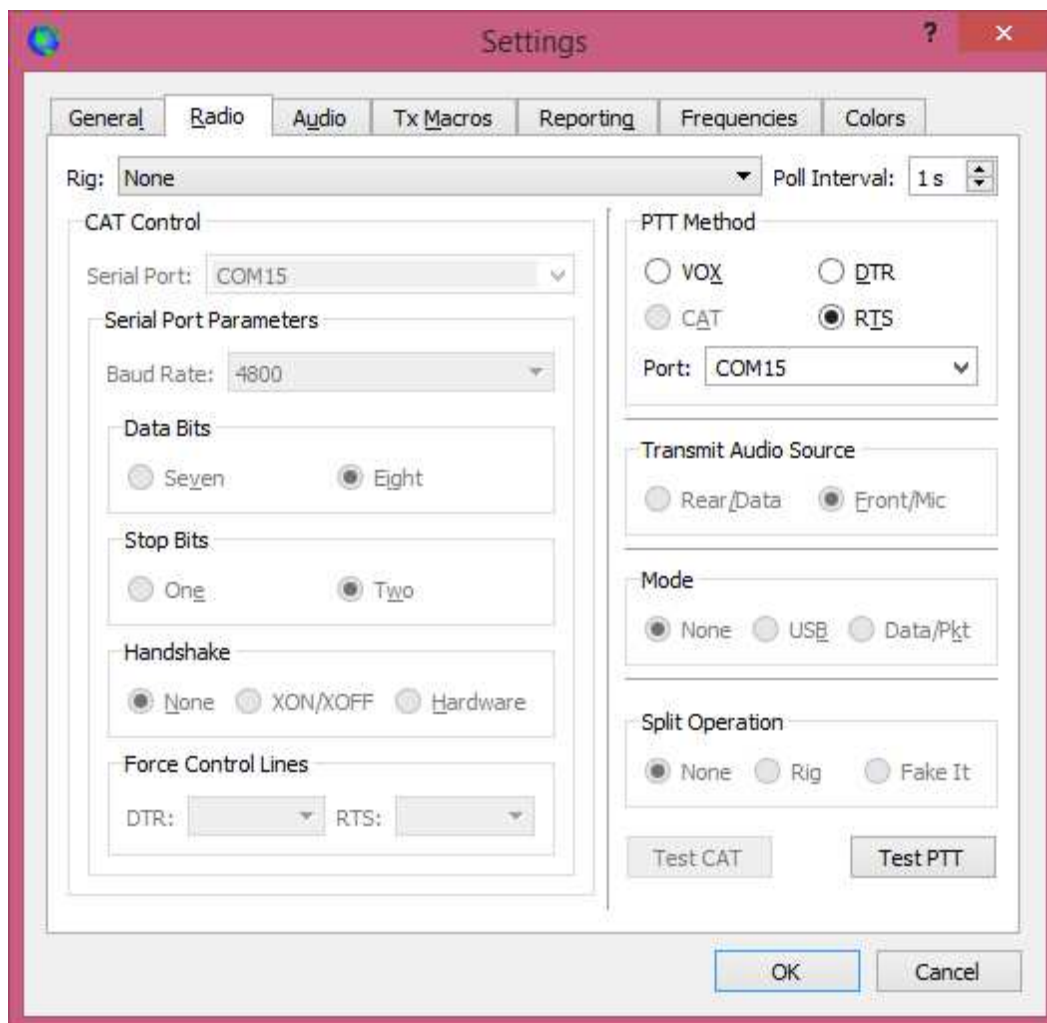 Settings
?
General Radio Audio Tx Macros Reporting Frequencies Colors
Rig: None Poll Interval: 1 s
CAT Control
Serial Port: COM15
Serial Port Parameters
Baud Rate: 4800
Data Bits
Seven Eight
Stop Bits
One Two
Handshake
None XON/XOFF Hardware
Force Control Lines
DTR: RTS:
PTT Method
VOX DTR
CAT RTS
Port: COM15
Transmit Audio Source
Rear/Data Front/Mic
Mode
None USB Data/Pkt
Split Operation
None Rig Fake It
Test CAT Test PTT
OK Cancel